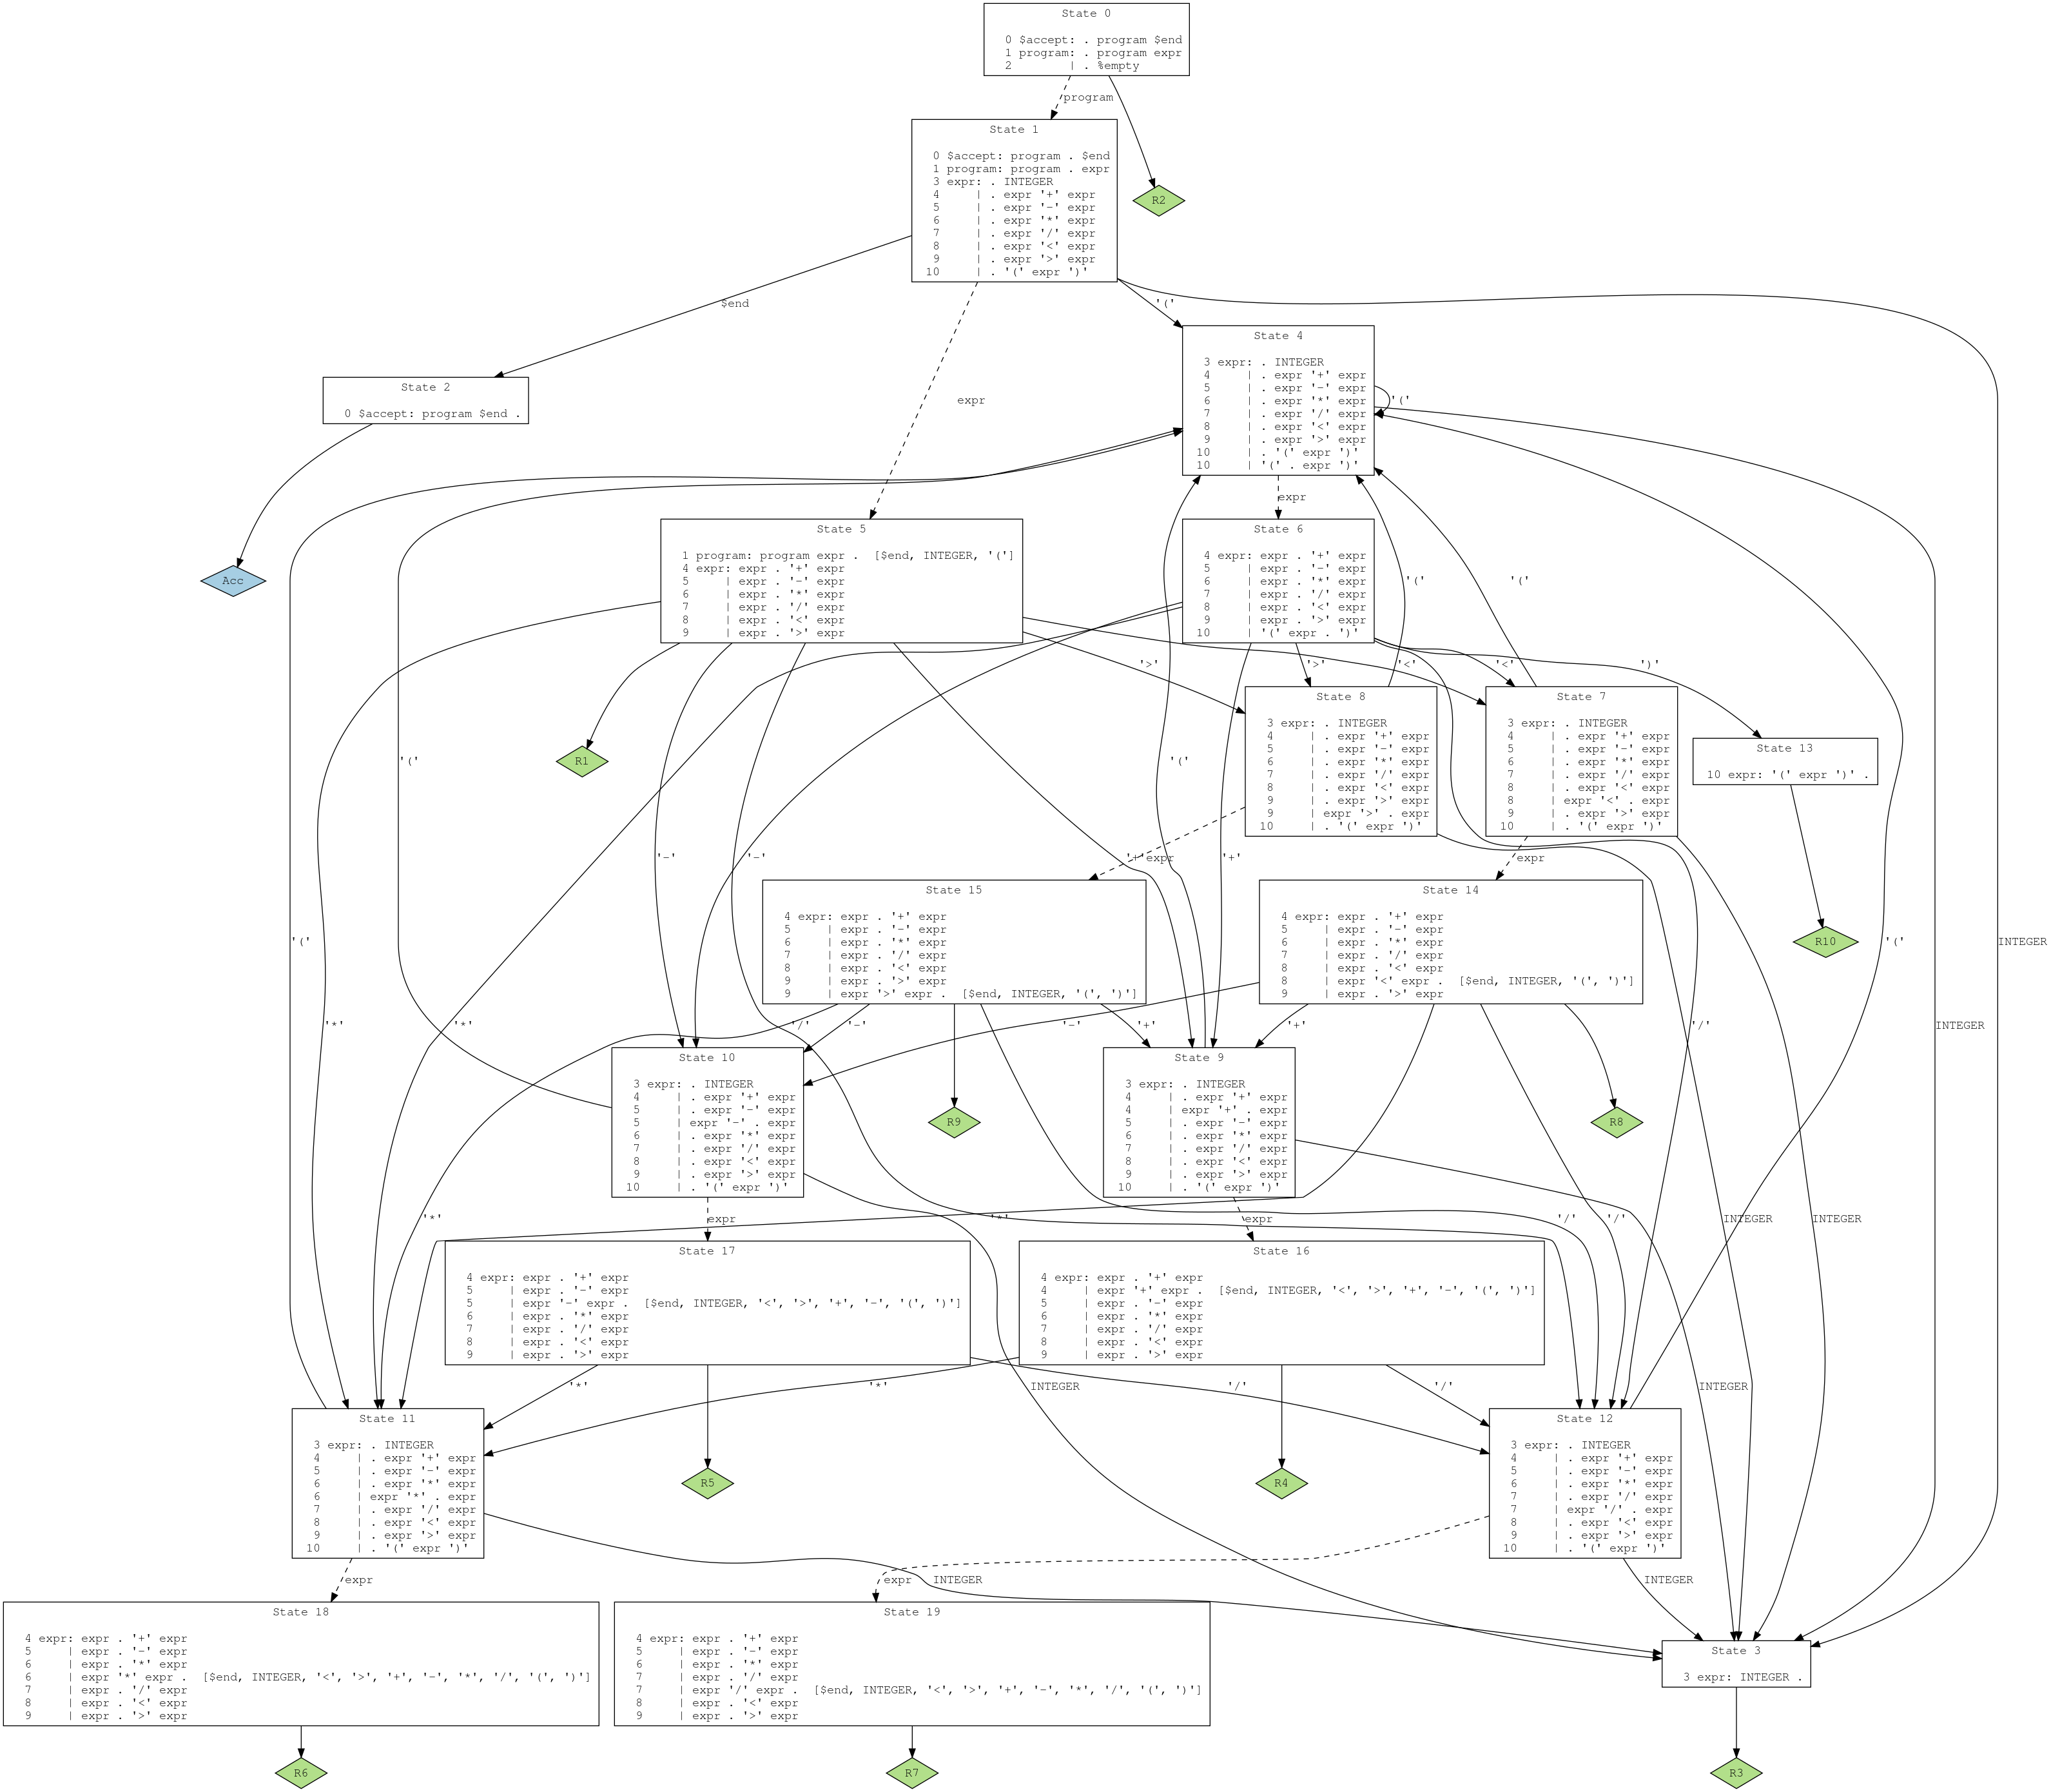 State 0
0 $accept: . program $end
1 program: . program expr
2 | . %empty
program
State 1
0 $accept: program . $end
1 program: program . expr
3 expr: . INTEGER
4 | . expr '+' expr
5 | . expr '-' expr
6 | . expr '*' expr
7 | . expr '/' expr
8 | . expr '<' expr
9 | . expr '>' expr
10 | . '(' expr ')'
R2
$end
'('
State 4
3 expr: . INTEGER
4 | . expr '+' expr
5 | . expr '-' expr
6 | . expr '*' expr
7 | . expr '/' expr
8 | . expr '<' expr
9 | . expr '>' expr
10 | . '(' expr ')'
10 | '(' . expr ')'
State 2
0 $accept: program $end .
expr
'('
expr
State 5
1 program: program expr . [$end, INTEGER, '(']
4 expr: expr . '+' expr
5 | expr . '-' expr
6 | expr . '*' expr
7 | expr . '/' expr
8 | expr . '<' expr
9 | expr . '>' expr
State 6
4 expr: expr . '+' expr
5 | expr . '-' expr
6 | expr . '*' expr
7 | expr . '/' expr
8 | expr . '<' expr
9 | expr . '>' expr
10 | '(' expr . ')'
Acc
'('
'('
'>'
'>'
'<'
'<'
')'
State 8
3 expr: . INTEGER
4 | . expr '+' expr
5 | . expr '-' expr
6 | . expr '*' expr
7 | . expr '/' expr
8 | . expr '<' expr
9 | . expr '>' expr
9 | expr '>' . expr
10 | . '(' expr ')'
State 7
3 expr: . INTEGER
4 | . expr '+' expr
5 | . expr '-' expr
6 | . expr '*' expr
7 | . expr '/' expr
8 | . expr '<' expr
8 | expr '<' . expr
9 | . expr '>' expr
10 | . '(' expr ')'
State 13
10 expr: '(' expr ')' .
R1
'('
'('
'-'
'-'
'+'
expr
'+'
expr
State 15
4 expr: expr . '+' expr
5 | expr . '-' expr
6 | expr . '*' expr
7 | expr . '/' expr
8 | expr . '<' expr
9 | expr . '>' expr
9 | expr '>' expr . [$end, INTEGER, '(', ')']
State 14
4 expr: expr . '+' expr
5 | expr . '-' expr
6 | expr . '*' expr
7 | expr . '/' expr
8 | expr . '<' expr
8 | expr '<' expr . [$end, INTEGER, '(', ')']
9 | expr . '>' expr
R10
'('
'('
INTEGER
'*'
'*'
'/'
'-'
'+'
'-'
'+'
'/'
INTEGER
State 10
3 expr: . INTEGER
4 | . expr '+' expr
5 | . expr '-' expr
5 | expr '-' . expr
6 | . expr '*' expr
7 | . expr '/' expr
8 | . expr '<' expr
9 | . expr '>' expr
10 | . '(' expr ')'
R9
State 9
3 expr: . INTEGER
4 | . expr '+' expr
4 | expr '+' . expr
5 | . expr '-' expr
6 | . expr '*' expr
7 | . expr '/' expr
8 | . expr '<' expr
9 | . expr '>' expr
10 | . '(' expr ')'
R8
'*'
expr
'*'
expr
'/'
'/'
INTEGER
INTEGER
State 17
4 expr: expr . '+' expr
5 | expr . '-' expr
5 | expr '-' expr . [$end, INTEGER, '<', '>', '+', '-', '(', ')']
6 | expr . '*' expr
7 | expr . '/' expr
8 | expr . '<' expr
9 | expr . '>' expr
State 16
4 expr: expr . '+' expr
4 | expr '+' expr . [$end, INTEGER, '<', '>', '+', '-', '(', ')']
5 | expr . '-' expr
6 | expr . '*' expr
7 | expr . '/' expr
8 | expr . '<' expr
9 | expr . '>' expr
'*'
'*'
INTEGER
'/'
'/'
INTEGER
State 11
3 expr: . INTEGER
4 | . expr '+' expr
5 | . expr '-' expr
6 | . expr '*' expr
6 | expr '*' . expr
7 | . expr '/' expr
8 | . expr '<' expr
9 | . expr '>' expr
10 | . '(' expr ')'
R5
R4
State 12
3 expr: . INTEGER
4 | . expr '+' expr
5 | . expr '-' expr
6 | . expr '*' expr
7 | . expr '/' expr
7 | expr '/' . expr
8 | . expr '<' expr
9 | . expr '>' expr
10 | . '(' expr ')'
expr
expr
INTEGER
INTEGER
State 18
4 expr: expr . '+' expr
5 | expr . '-' expr
6 | expr . '*' expr
6 | expr '*' expr . [$end, INTEGER, '<', '>', '+', '-', '*', '/', '(', ')']
7 | expr . '/' expr
8 | expr . '<' expr
9 | expr . '>' expr
State 19
4 expr: expr . '+' expr
5 | expr . '-' expr
6 | expr . '*' expr
7 | expr . '/' expr
7 | expr '/' expr . [$end, INTEGER, '<', '>', '+', '-', '*', '/', '(', ')']
8 | expr . '<' expr
9 | expr . '>' expr
State 3
3 expr: INTEGER .
R6
R7
R3